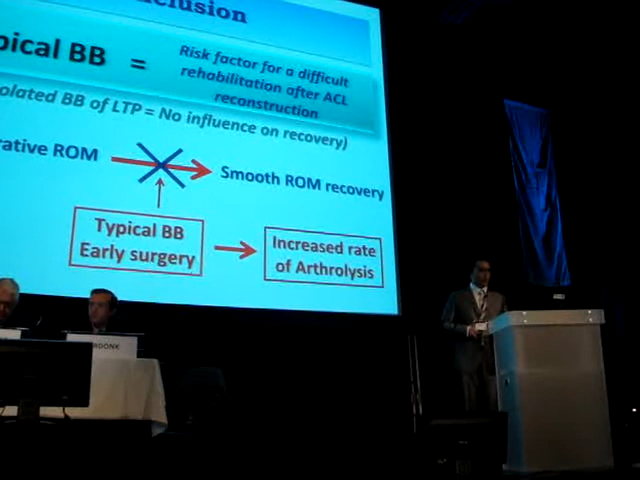 clusion
pical BB =
Risk factor for a difficult
rehabilitation after ACL
reconstruction
olated BB of LTP = No influence on recovery)
rative ROM
Smooth ROM recovery
Typical BB
Early surgery
Increased rate
of Arthrolysis
RDONK